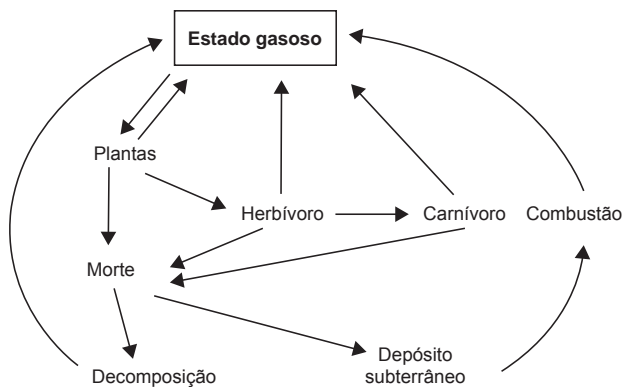 Estado gasoso
Plantas
Herbívoro
Carnívoro
Combustão
Morte
Decomposição
Depósito
subterrâneo